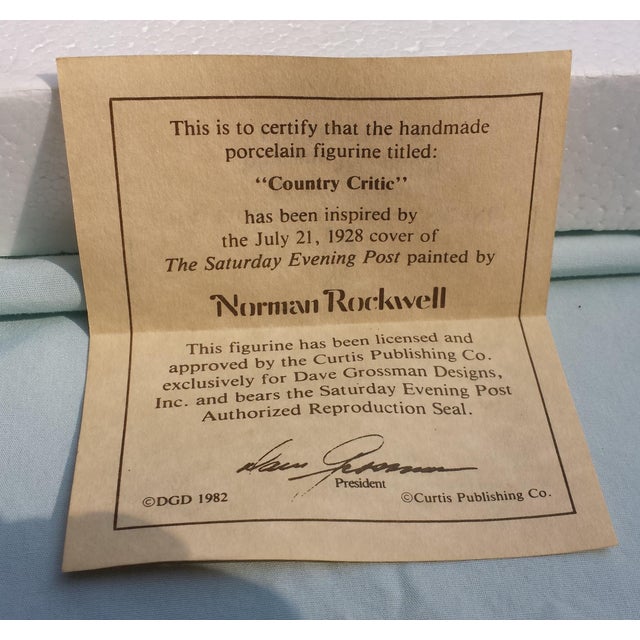 This is to certify that the handmade
porcelain figurine titled:
"Country Critic"
has been inspired by
the July 21, 1928 cover of
The Saturday Evening Post painted by
Norman Rockwell
This figurine has been licensed and
approved by the Curtis Publishing Co.
exclusively for Dave Grossman Designs,
Inc. and bears the Saturday Evening Post
Authorized Reproduction Seal.
Dave Grossman
President
©DGD 1982
©Curtis Publishing Co.